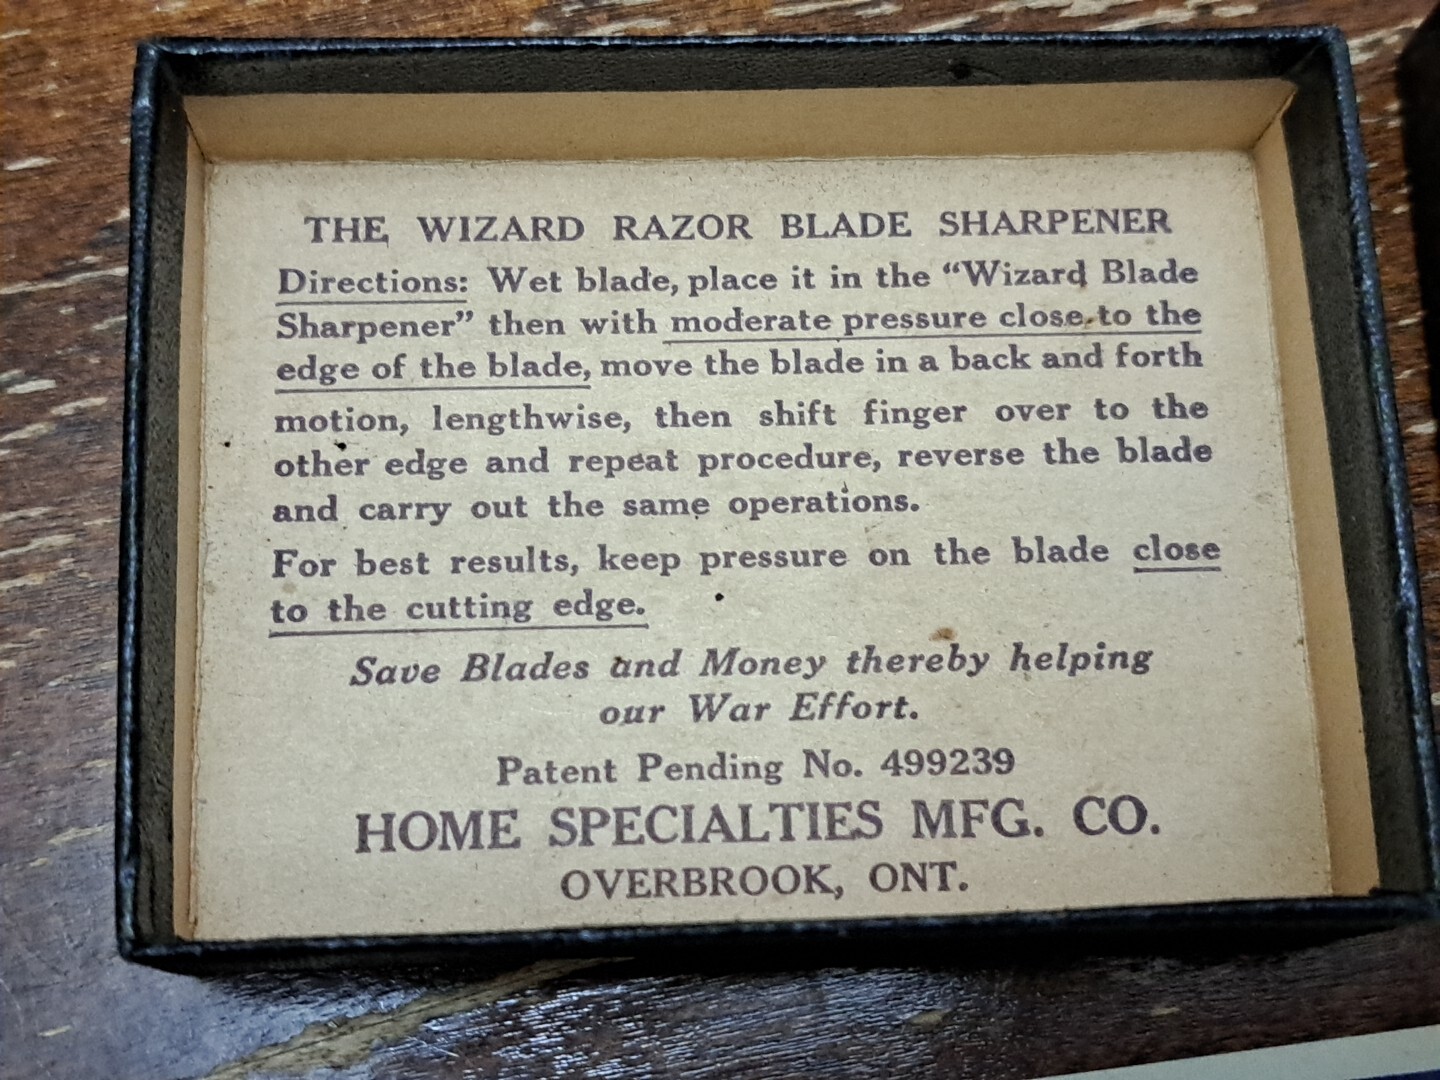 THE WIZARD RAZOR BLADE SHARPENER
Directions: Wet blade, place it in the "Wizard Blade
Sharpener" then with moderate pressure close to the
edge of the blade, move the blade in a back and forth
motion, lengthwise, then shift finger over to the
other edge and repeat procedure, reverse the blade
and carry out the same operations.
For best results, keep pressure on the blade close
to the cutting edge.
Save Blades and Money thereby helping
our War Effort.
Patent Pending No. 499239
HOME SPECIALTIES MFG. CO.
OVERBROOK, ONT.